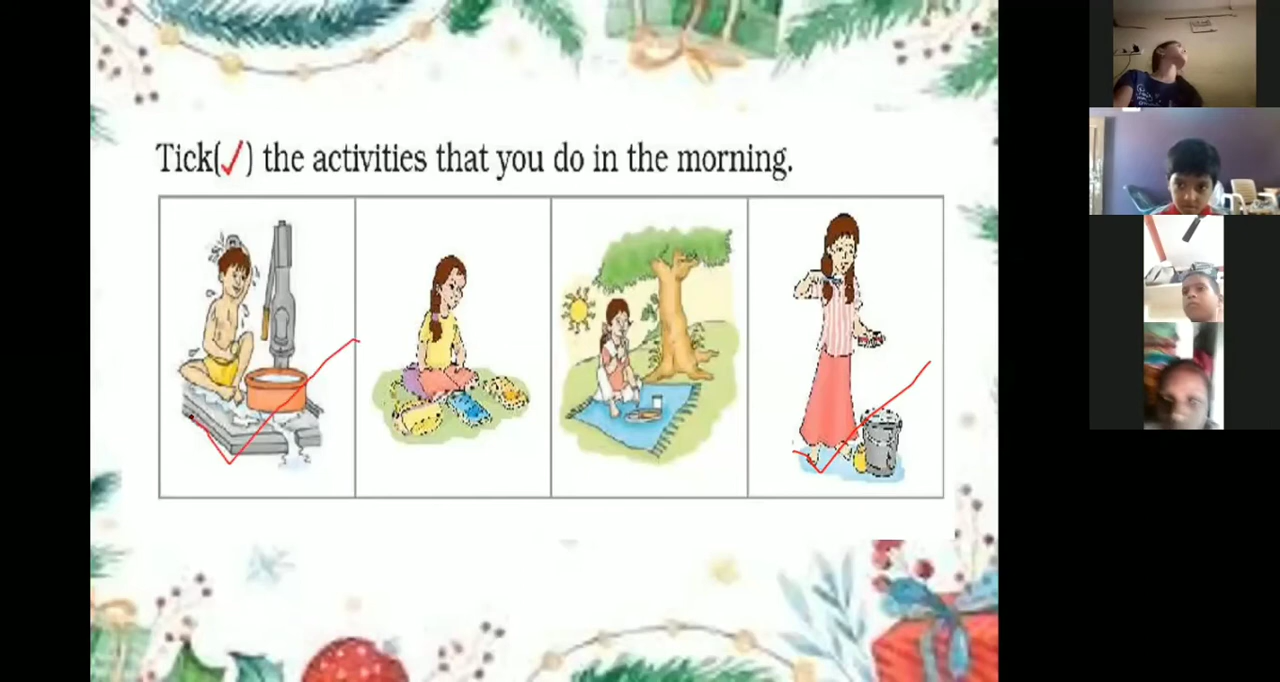 Tick(✓) the activities that you do in the morning.